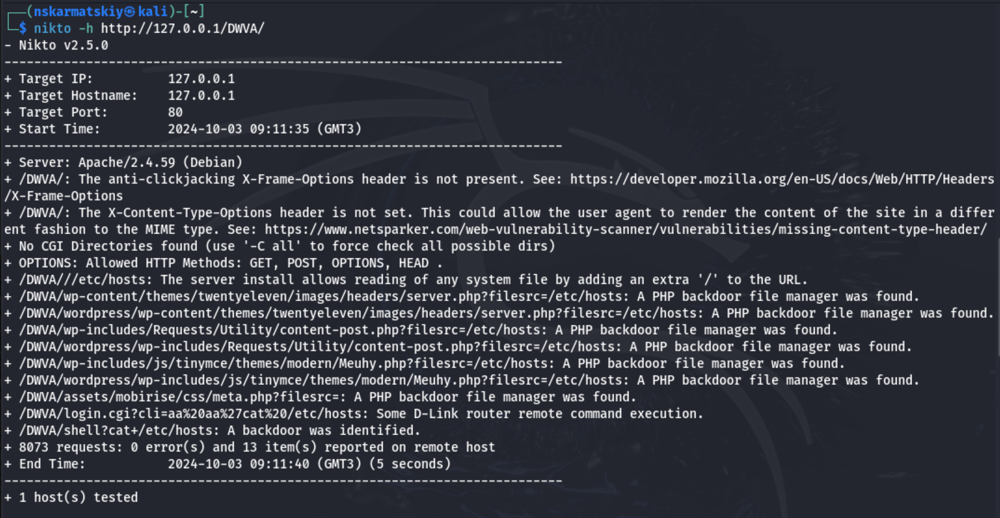 ┌──(nskarmatskiy㉿kali)-[~]
└─$ nikto -h http://127.0.0.1/DWVA/
- Nikto v2.5.0
---------------------------------------------------------------------------
+ Target IP:          127.0.0.1
+ Target Hostname:    127.0.0.1
+ Target Port:        80
+ Start Time:         2024-10-03 09:11:35 (GMT3)
---------------------------------------------------------------------------
+ Server: Apache/2.4.59 (Debian)
+ /DWVA/: The anti-clickjacking X-Frame-Options header is not present. See: https://developer.mozilla.org/en-US/docs/Web/HTTP/Headers
/X-Frame-Options
+ /DWVA/: The X-Content-Type-Options header is not set. This could allow the user agent to render the content of the site in a differ
ent fashion to the MIME type. See: https://www.netsparker.com/web-vulnerability-scanner/vulnerabilities/missing-content-type-header/
+ No CGI Directories found (use '-C all' to force check all possible dirs)
+ OPTIONS: Allowed HTTP Methods: GET, POST, OPTIONS, HEAD .
+ /DWVA///etc/hosts: The server install allows reading of any system file by adding an extra '/' to the URL.
+ /DWVA/wp-content/themes/twentyeleven/images/headers/server.php?filesrc=/etc/hosts: A PHP backdoor file manager was found.
+ /DWVA/wordpress/wp-content/themes/twentyeleven/images/headers/server.php?filesrc=/etc/hosts: A PHP backdoor file manager was found.
+ /DWVA/wp-includes/Requests/Utility/content-post.php?filesrc=/etc/hosts: A PHP backdoor file manager was found.
+ /DWVA/wordpress/wp-includes/Requests/Utility/content-post.php?filesrc=/etc/hosts: A PHP backdoor file manager was found.
+ /DWVA/wp-includes/js/tinymce/themes/modern/Meuhy.php?filesrc=/etc/hosts: A PHP backdoor file manager was found.
+ /DWVA/wordpress/wp-includes/js/tinymce/themes/modern/Meuhy.php?filesrc=/etc/hosts: A PHP backdoor file manager was found.
+ /DWVA/assets/mobirise/css/meta.php?filesrc=: A PHP backdoor file manager was found.
+ /DWVA/login.cgi?cli=aa%20aa%27cat%20/etc/hosts: Some D-Link router remote command execution.
+ /DWVA/shell?cat+/etc/hosts: A backdoor was identified.
+ 8073 requests: 0 error(s) and 13 item(s) reported on remote host
+ End Time:           2024-10-03 09:11:40 (GMT3) (5 seconds)
---------------------------------------------------------------------------
+ 1 host(s) tested